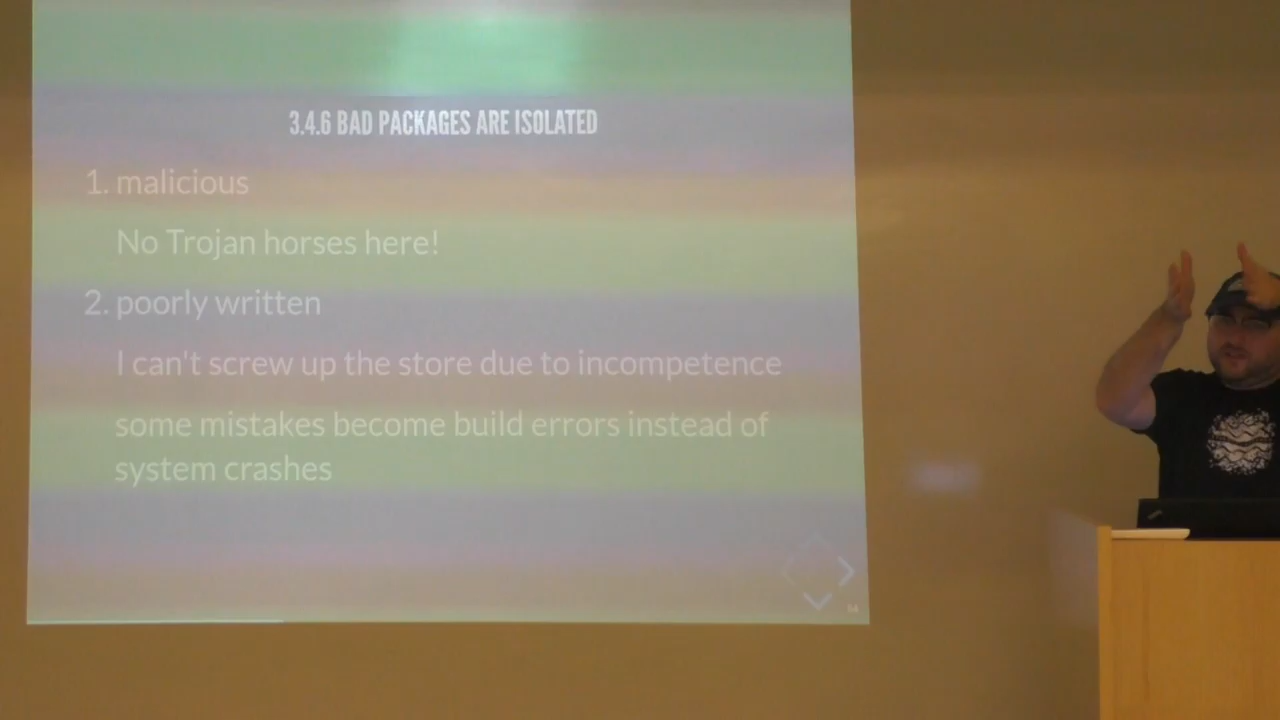 3.4.6 BAD PACKAGES ARE ISOLATED
1. malicious
No Trojan horses here!
2. poorly written
I can't screw up the store due to incompetence
some mistakes become build errors instead of
system crashes